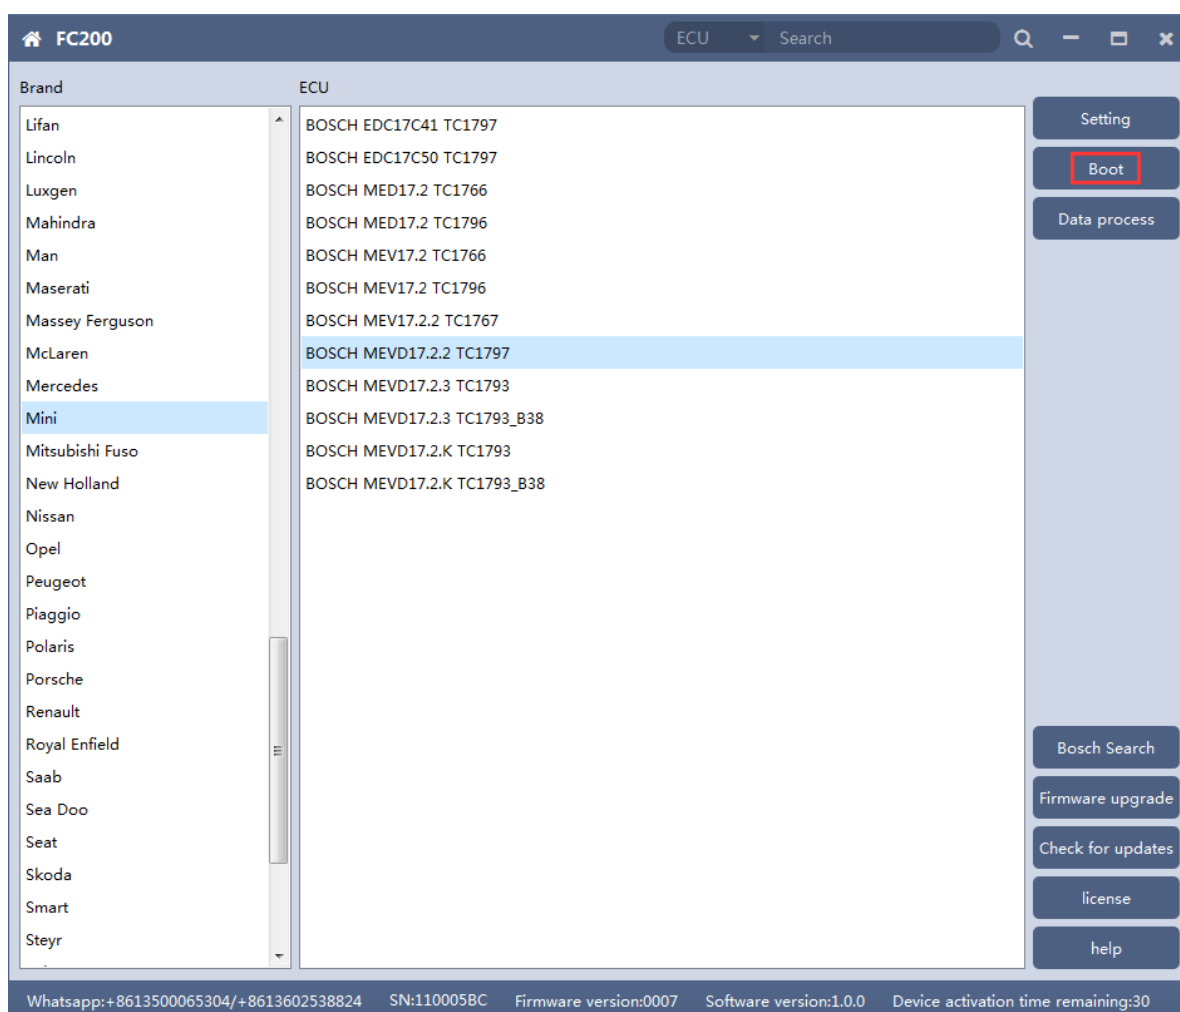 FC200
ECU Search
Brand
ECU
Lifan
Lincoln
Luxgen
Mahindra
Man
Maserati
Massey Ferguson
McLaren
Mercedes
Mini
Mitsubishi Fuso
New Holland
Nissan
Opel
Peugeot
Piaggio
Polaris
Porsche
Renault
Royal Enfield
Saab
Sea Doo
Seat
Skoda
Smart
Steyr
BOSCH EDC17C41 TC1797
BOSCH EDC17C50 TC1797
BOSCH MED17.2 TC1766
BOSCH MED17.2 TC1796
BOSCH MEV17.2 TC1766
BOSCH MEV17.2 TC1796
BOSCH MEV17.2.2 TC1767
BOSCH MEVD17.2.2 TC1797
BOSCH MEVD17.2.3 TC1793
BOSCH MEVD17.2.3 TC1793_B38
BOSCH MEVD17.2.K TC1793
BOSCH MEVD17.2.K TC1793_B38
Setting
Boot
Data process
Bosch Search
Firmware upgrade
Check for updates
license
help
Whatsapp:+8613500065304/+8613602538824 SN:110005BC Firmware version:0007 Software version:1.0.0 Device activation time remaining:30